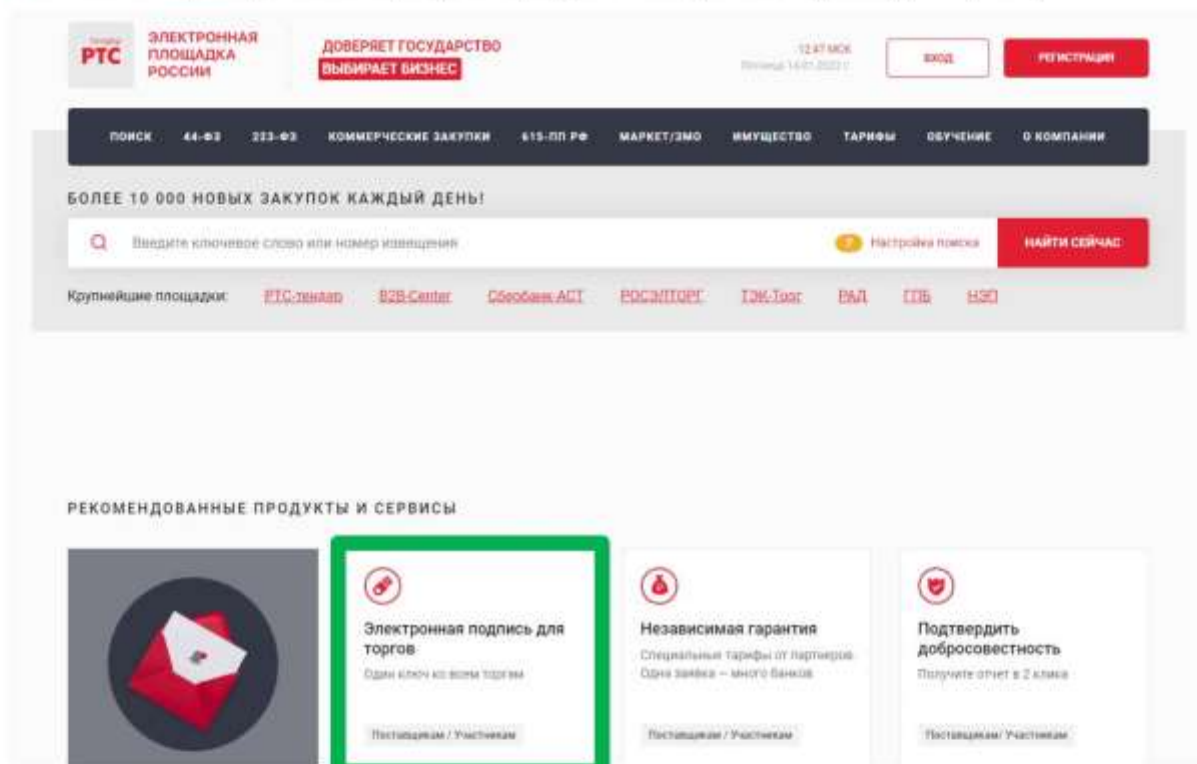 РТС
ЭЛЕКТРОННАЯ
ПЛОЩАДКА
РОССИИ
ДОВЕРЯЕТ ГОСУДАРСТВО
ВЫБИРАЕТ БИЗНЕС
12:47 МСК
ВХОД
РЕГИСТРАЦИЯ
ПОИСК 44-ФЗ 223-ФЗ КОММЕРЧЕСКИЕ ЗАКУПКИ 615-ПП РФ МАРКЕТ/ЗМО ИМУЩЕСТВО ТАРИФЫ ОБУЧЕНИЕ О КОМПАНИИ
БОЛЕЕ 10 000 НОВЫХ ЗАКУПОК КАЖДЫЙ ДЕНЬ!
Введите ключевое слово или номер извещения
Настройка поиска
НАЙТИ СЕЙЧАС
Крупнейшие площадки: РТС-тендер B2B-Center Сбербанк-АСТ РОСЭЛТОРГ ТЭК-Торг РАД ГПБ НЭП
РЕКОМЕНДОВАННЫЕ ПРОДУКТЫ И СЕРВИСЫ
Электронная подпись для
торгов
Один ключ ко всем торгам
Поставщикам / Участникам
Независимая гарантия
Специальные тарифы от партнеров.
Одна заявка – много банков
Поставщикам / Участникам
Подтвердить
добросовестность
Получите отчет в 2 клика
Поставщикам/ Участникам